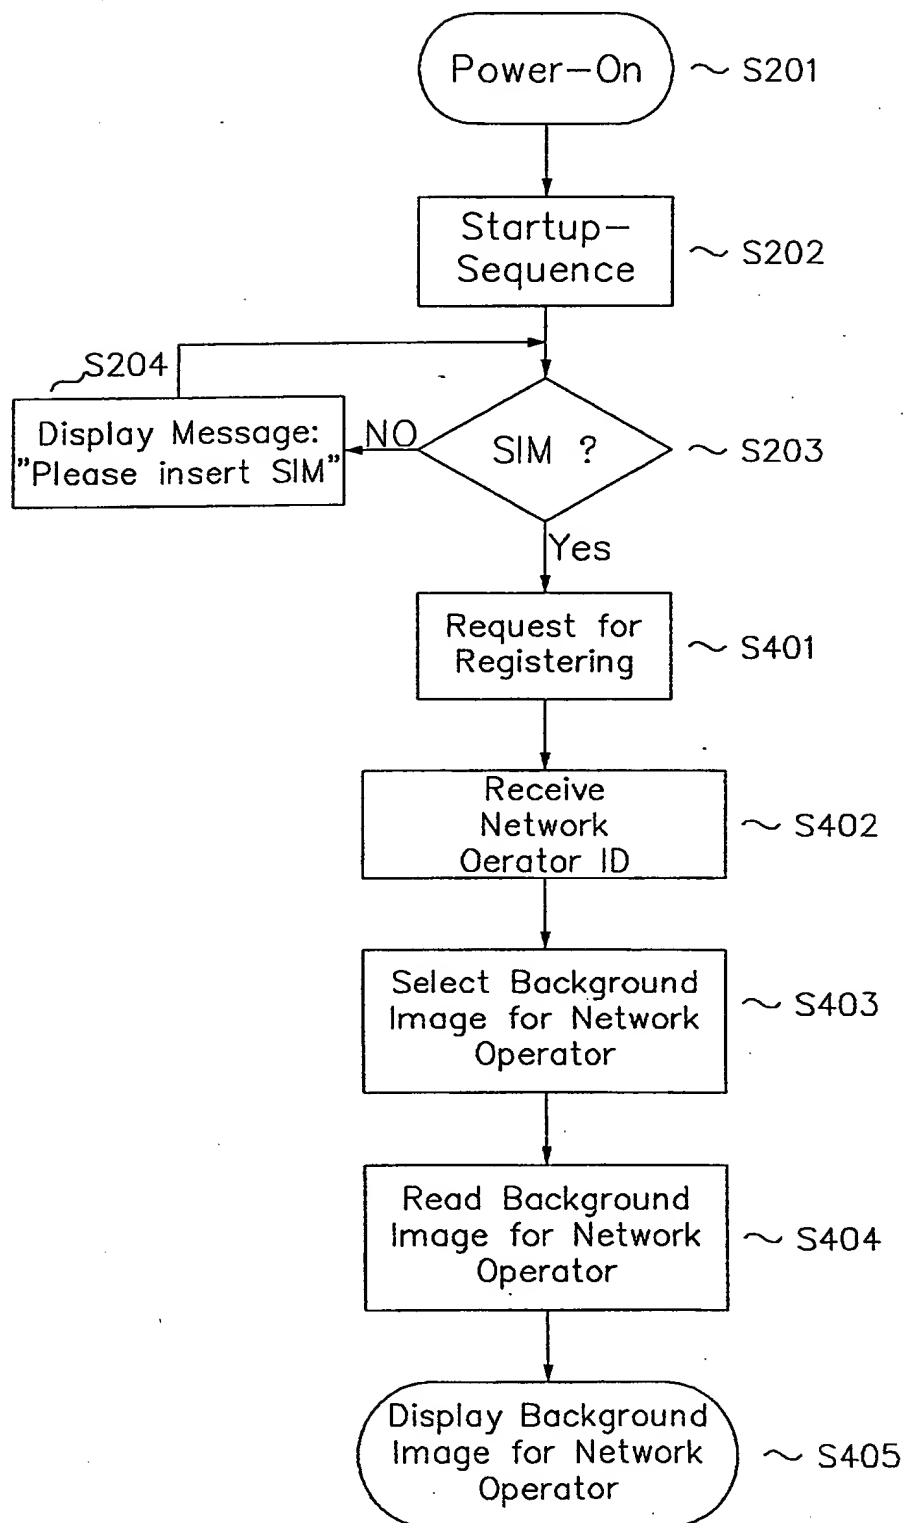 Power-On
S201
Startup-
Sequence
S202
S204
Display Message:
"Please insert SIM"
NO
SIM ?
S203
Yes
Request for
Registering
S401
Receive
Network
Oerator ID
S402
Select Background
Image for Network
Operator
S403
Read Background
Image for Network
Operator
S404
Display Background
Image for Network
Operator
S405